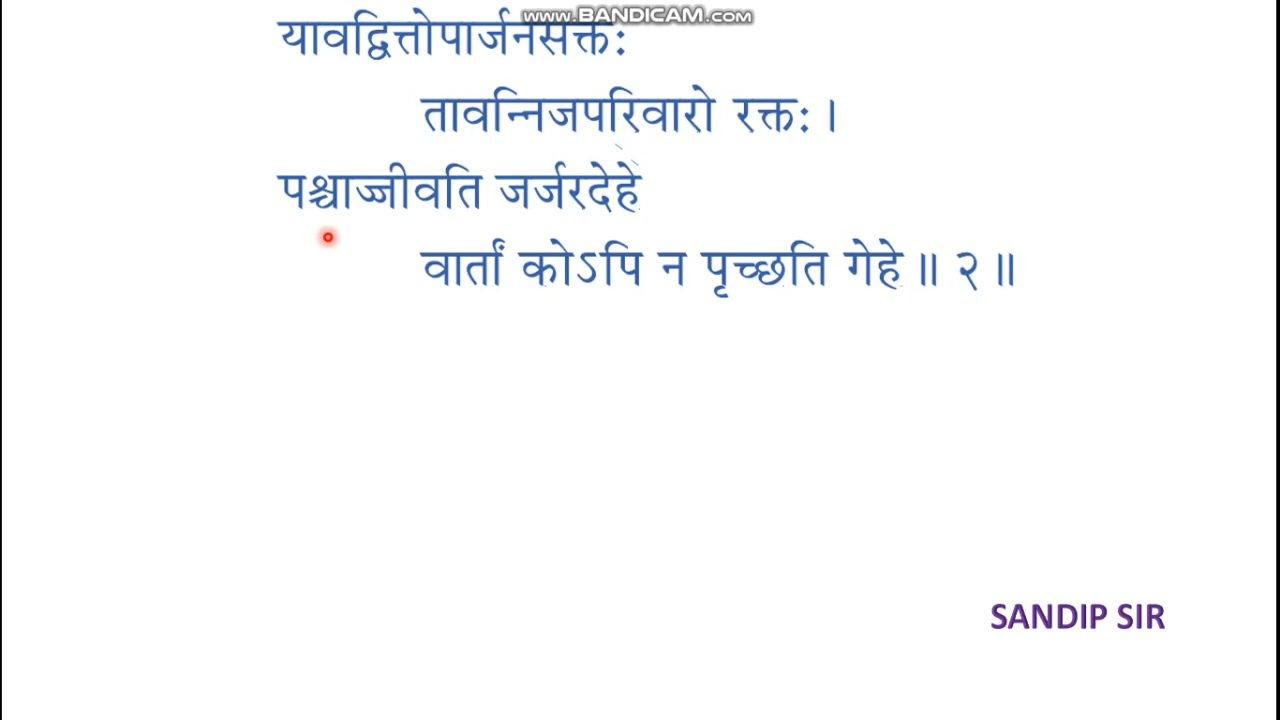 www.BANDICAM.com
यावद्वित्तोपार्जनसक्तः
तावन्निजपरिवारो रक्तः ।
पश्चाज्जीवति जर्जरदेहे
वार्तां कोऽपि न पृच्छति गेहे ॥ २ ॥
SANDIP SIR